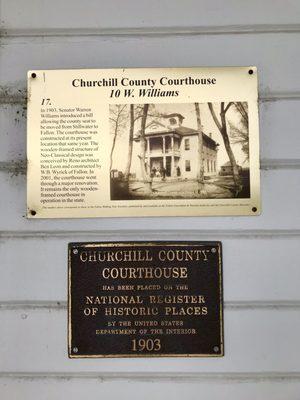 Churchill County Courthouse
10 W. Williams
17.
in 1903, Senator Warren
Williams introduced a bill
allowing the county seat to
be moved from Stillwater to
Fallon. The courthouse was
constructed at its present
location that same year. The
wooden-framed structure of
Neo-Classical design was
conceived by Reno architect
Ben Leon and constructed by
W.B. Wyrick of Fallon. In
2001, the courthouse went
through a major renovation.
It remains the only wooden-
framed courthouse in
operation in the state.
CHURCHILL COUNTY
COURTHOUSE
HAS BEEN PLACED ON THE
NATIONAL REGISTER
OF HISTORIC PLACES
BY THE UNITED STATES
DEPARTMENT OF THE INTERIOR
1903